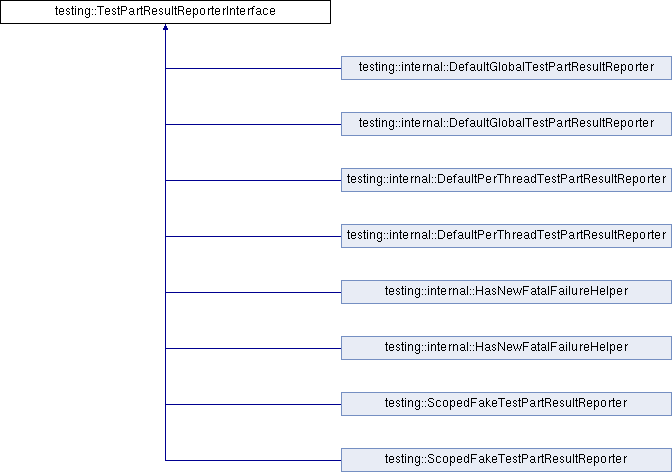 testing::TestPartResultReporterInterface
testing::internal::DefaultGlobalTestPartResultReporter
testing::internal::DefaultGlobalTestPartResultReporter
testing::internal::DefaultPerThreadTestPartResultReporter
testing::internal::DefaultPerThreadTestPartResultReporter
testing::internal::HasNewFatalFailureHelper
testing::internal::HasNewFatalFailureHelper
testing::ScopedFakeTestPartResultReporter
testing::ScopedFakeTestPartResultReporter